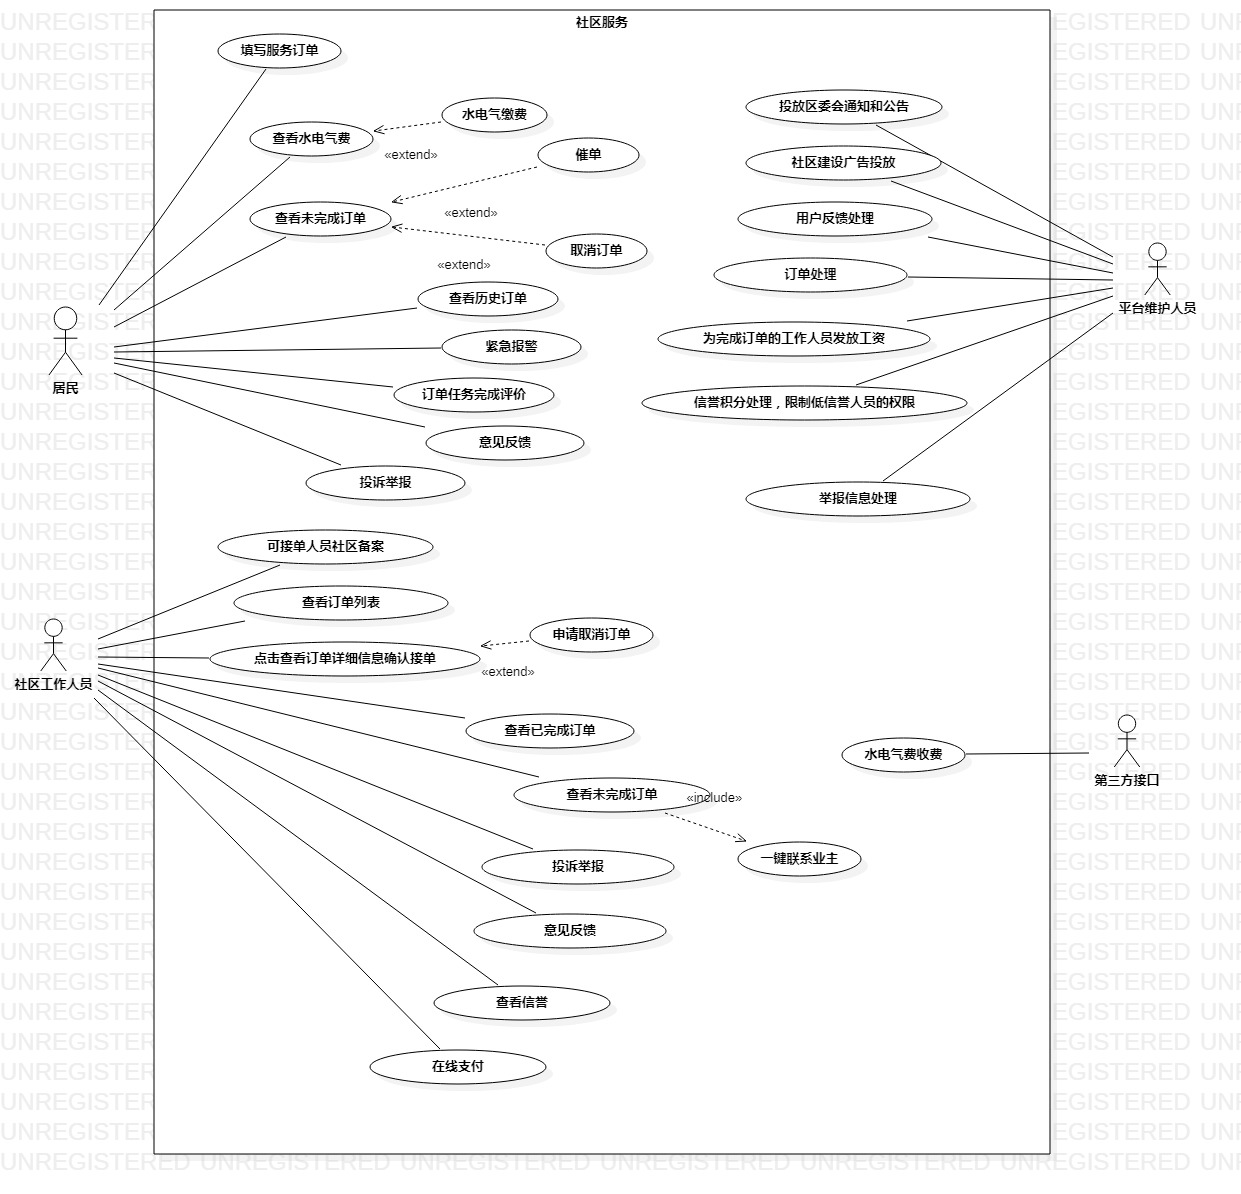 社区服务
填写服务订单
查看水电气费
水电气缴费
«extend»
催单
查看未完成订单
«extend»
取消订单
«extend»
查看历史订单
紧急报警
居民
订单任务完成评价
意见反馈
投诉举报
投放区委会通知和公告
社区建设广告投放
用户反馈处理
订单处理
平台维护人员
为完成订单的工作人员发放工资
信誉积分处理，限制低信誉人员的权限
举报信息处理
可接单人员社区备案
查看订单列表
申请取消订单
点击查看订单详细信息确认接单
«extend»
社区工作人员
查看已完成订单
水电气费收费
第三方接口
查看未完成订单
«include»
一键联系业主
投诉举报
意见反馈
查看信誉
在线支付
UNREGISTERED UNREGISTERED UNREGISTERED UNREGISTERED UNREGISTERED UNREGISTERED